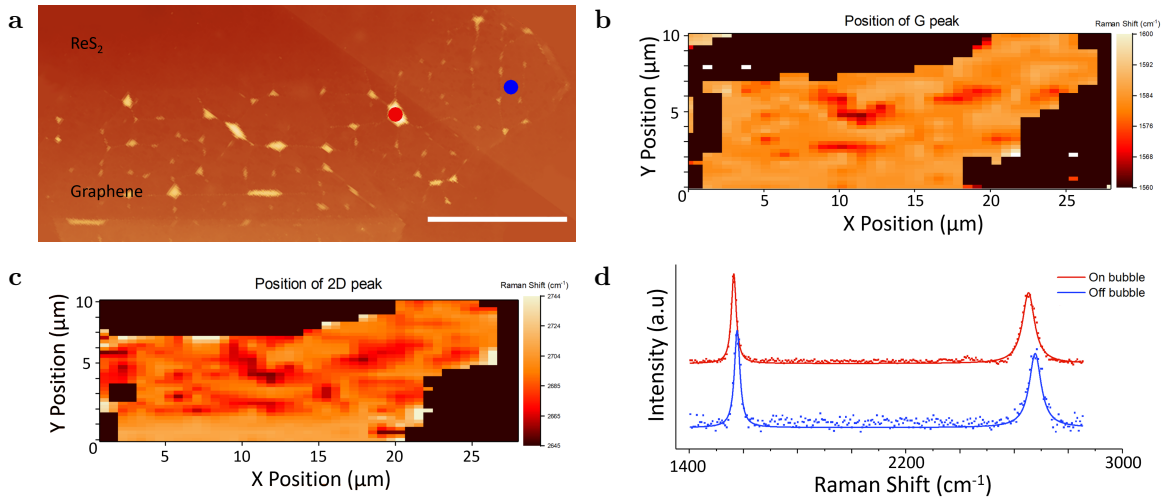 a
ReS₂
Graphene
b
Position of G peak
Raman Shift (cm⁻¹)
Y Position (µm)
10
5
0
5
10
15
20
25
X Position (µm)
1600
1592
1584
1576
1568
1560
c
Position of 2D peak
Raman Shift (cm⁻¹)
Y Position (µm)
10
5
0
5
10
15
20
25
X Position (µm)
2744
2724
2704
2685
2665
2645
d
On bubble
Off bubble
Intensity (a.u)
1400
2200
3000
Raman Shift (cm⁻¹)